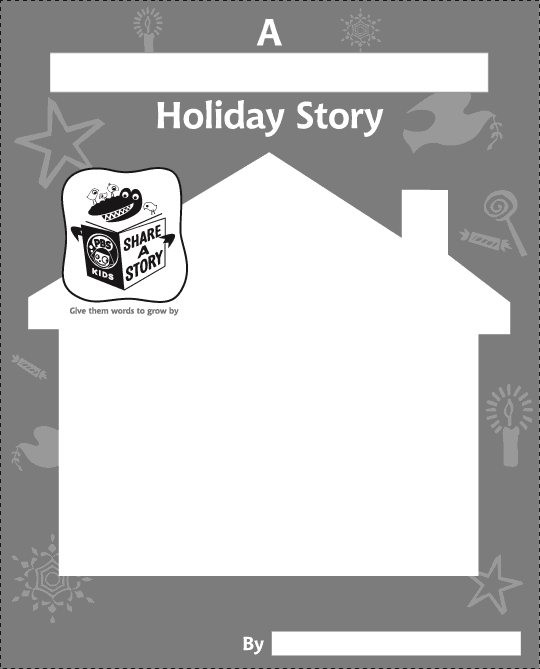 A
Holiday Story
PBS
KIDS
SHARE
A
STORY
Give them words to grow by
By